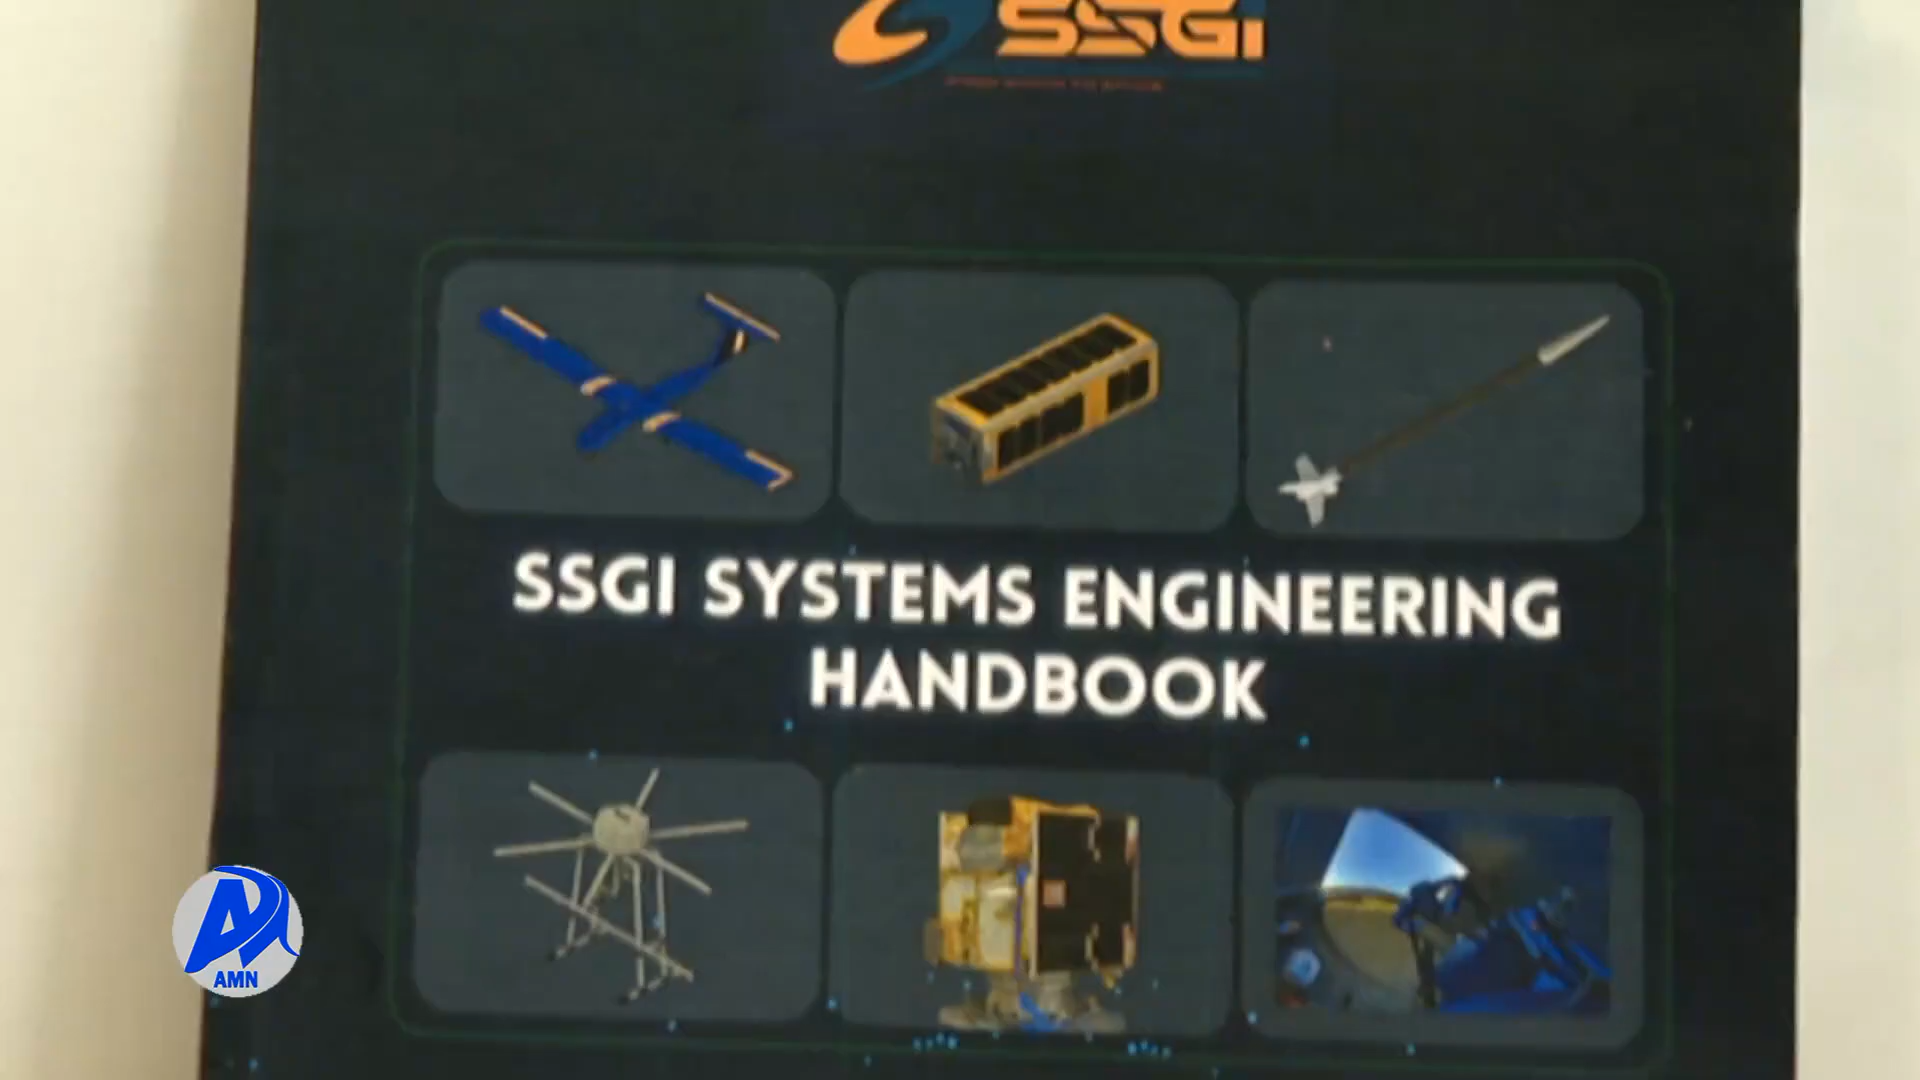 SSGI
SSGI SYSTEMS ENGINEERING
HANDBOOK
AMN